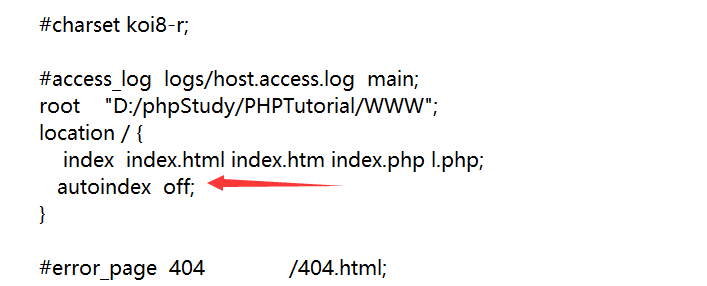 #charset koi8-r;
#access_log  logs/host.access.log  main;
root    "D:/phpStudy/PHPTutorial/WWW";
location / {
index  index.html index.htm index.php l.php;
autoindex  off;
}
#error_page  404              /404.html;